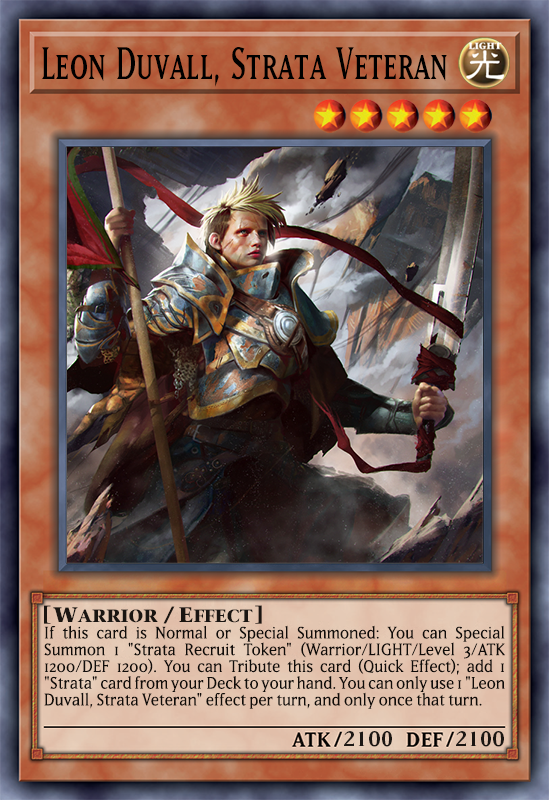 Leon Duvall, Strata Veteran
LIGHT
光
[Warrior / Effect]
If this card is Normal or Special Summoned: You can Special
Summon 1 "Strata Recruit Token" (Warrior/LIGHT/Level 3/ATK
1200/DEF 1200). You can Tribute this card (Quick Effect); add 1
"Strata" card from your Deck to your hand. You can only use 1 "Leon
Duvall, Strata Veteran" effect per turn, and only once that turn.
ATK/2100 DEF/2100